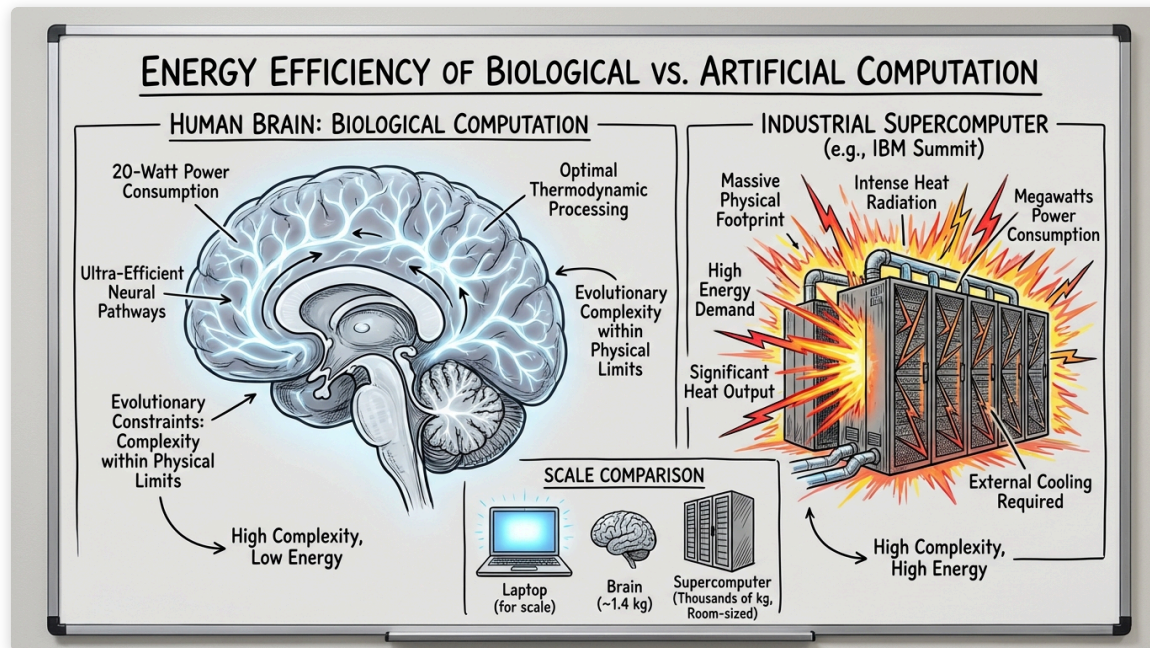 ENERGY EFFICIENCY OF BIOLOGICAL VS. ARTIFICIAL COMPUTATION
HUMAN BRAIN: BIOLOGICAL COMPUTATION
20-Watt Power
Consumption
Optimal
Thermodynamic
Processing
Ultra-Efficient
Neural
Pathways
Evolutionary
Complexity
within
Physical
Limits
Evolutionary
Constraints:
Complexity
within Physical
Limits
High Complexity,
Low Energy
INDUSTRIAL SUPERCOMPUTER
(e.g., IBM Summit)
Massive
Physical
Footprint
Intense Heat
Radiation
Megawatts
Power
Consumption
High
Energy
Demand
Significant
Heat Output
External Cooling
Required
High Complexity,
High Energy
SCALE COMPARISON
Laptop
(for scale)
Brain
(~1.4 kg)
Supercomputer
(Thousands of kg,
Room-sized)